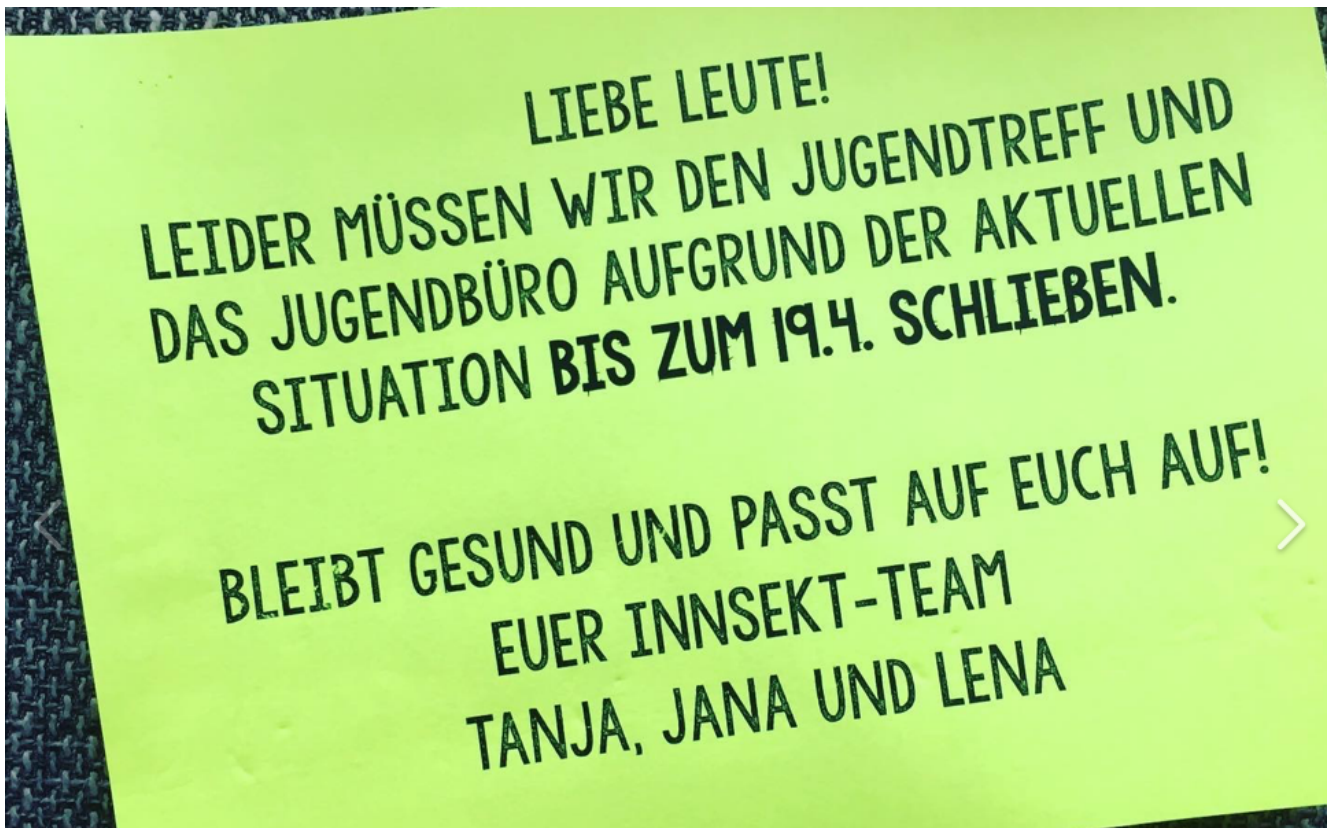 LIEBE LEUTE!
LEIDER MÜSSEN WIR DEN JUGENDTREFF UND
DAS JUGENDBÜRO AUFGRUND DER AKTUELLEN
SITUATION BIS ZUM 19.4. SCHLIEBEN.
BLEIBT GESUND UND PASST AUF EUCH AUF!
EUER INNSEKT-TEAM
TANJA, JANA UND LENA